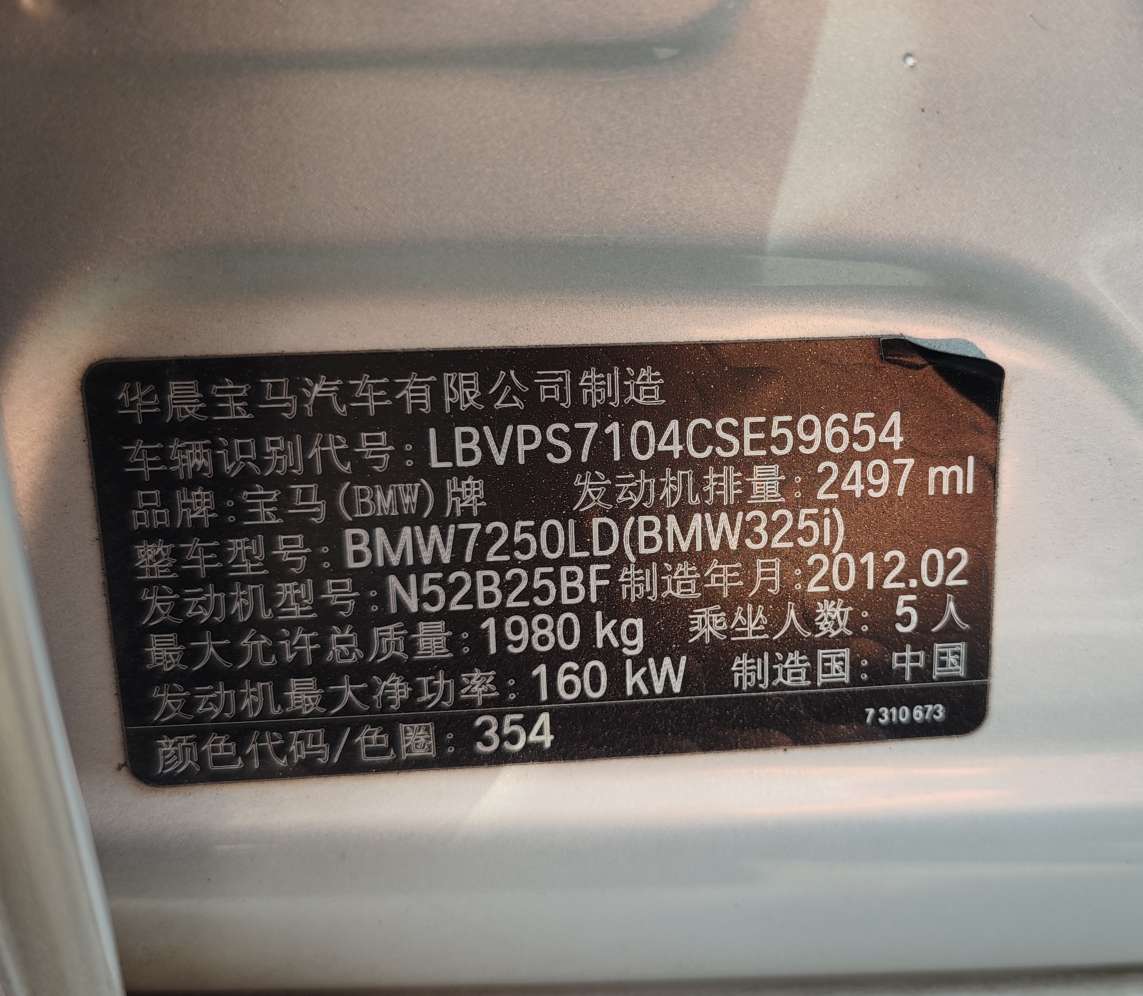 华晨宝马汽车有限公司制造
车辆识别代号: LBVPS7104CSE59654
品牌:宝马(BMW)牌 发动机排量: 2497 ml
整车型号: BMW7250LD(BMW325i)
发动机型号: N52B25BF 制造年月:2012.02
最大允许总质量: 1980 kg 乘坐人数: 5 人
发动机最大净功率: 160 kW 制造国: 中国
颜色代码/色圈: 354 7 310 673